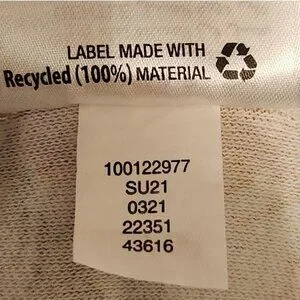 LABEL MADE WITH
Recycled (100%) MATERIAL
100122977
SU21
0321
22351
43616